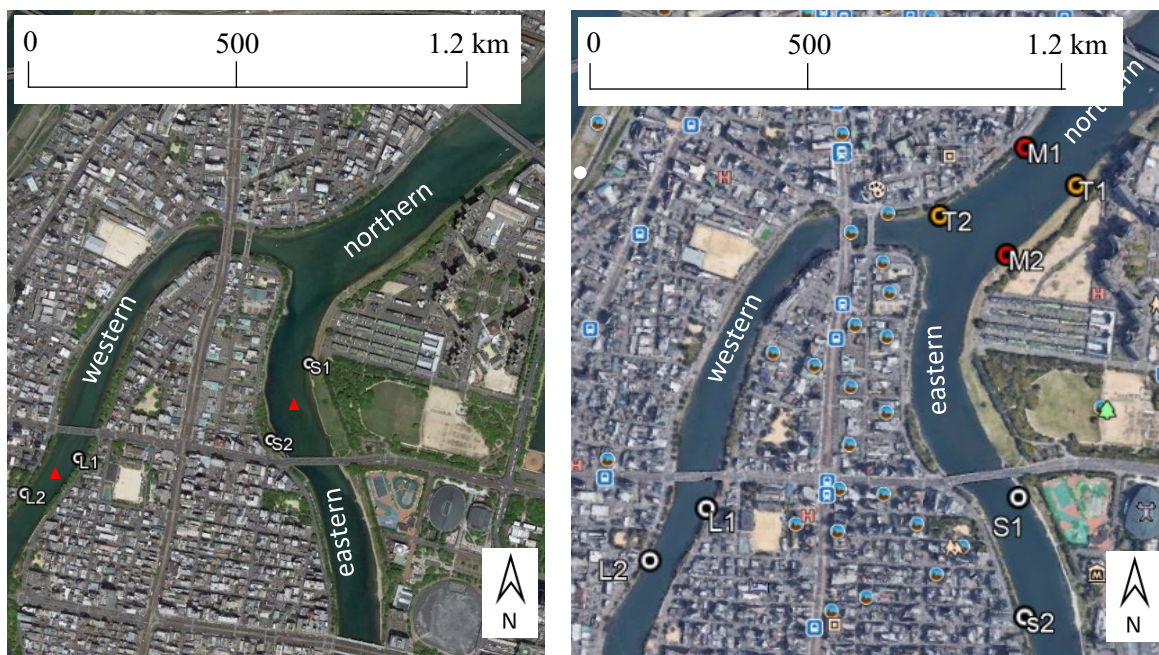 0
500
1.2 km
northern
western
S1
S2
L1
L2
eastern
N
0
500
1.2 km
northern
M1
T1
T2
M2
H
H
western
eastern
H
L1
S1
H
L2
M
s2
N